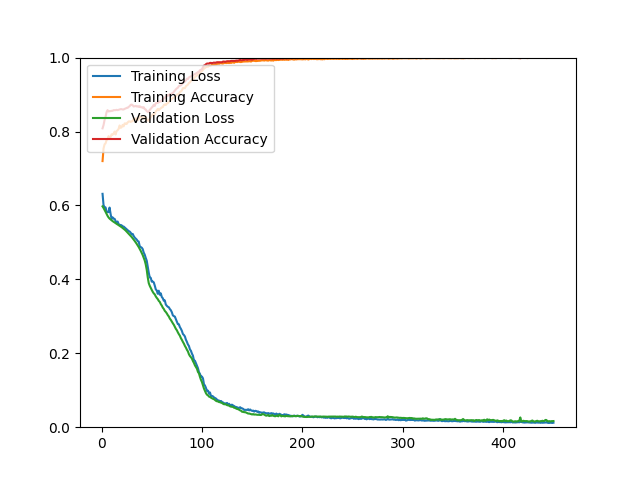 1.0
0.8
0.6
0.4
0.2
0.0
Training Loss
Training Accuracy
Validation Loss
Validation Accuracy
0 100 200 300 400